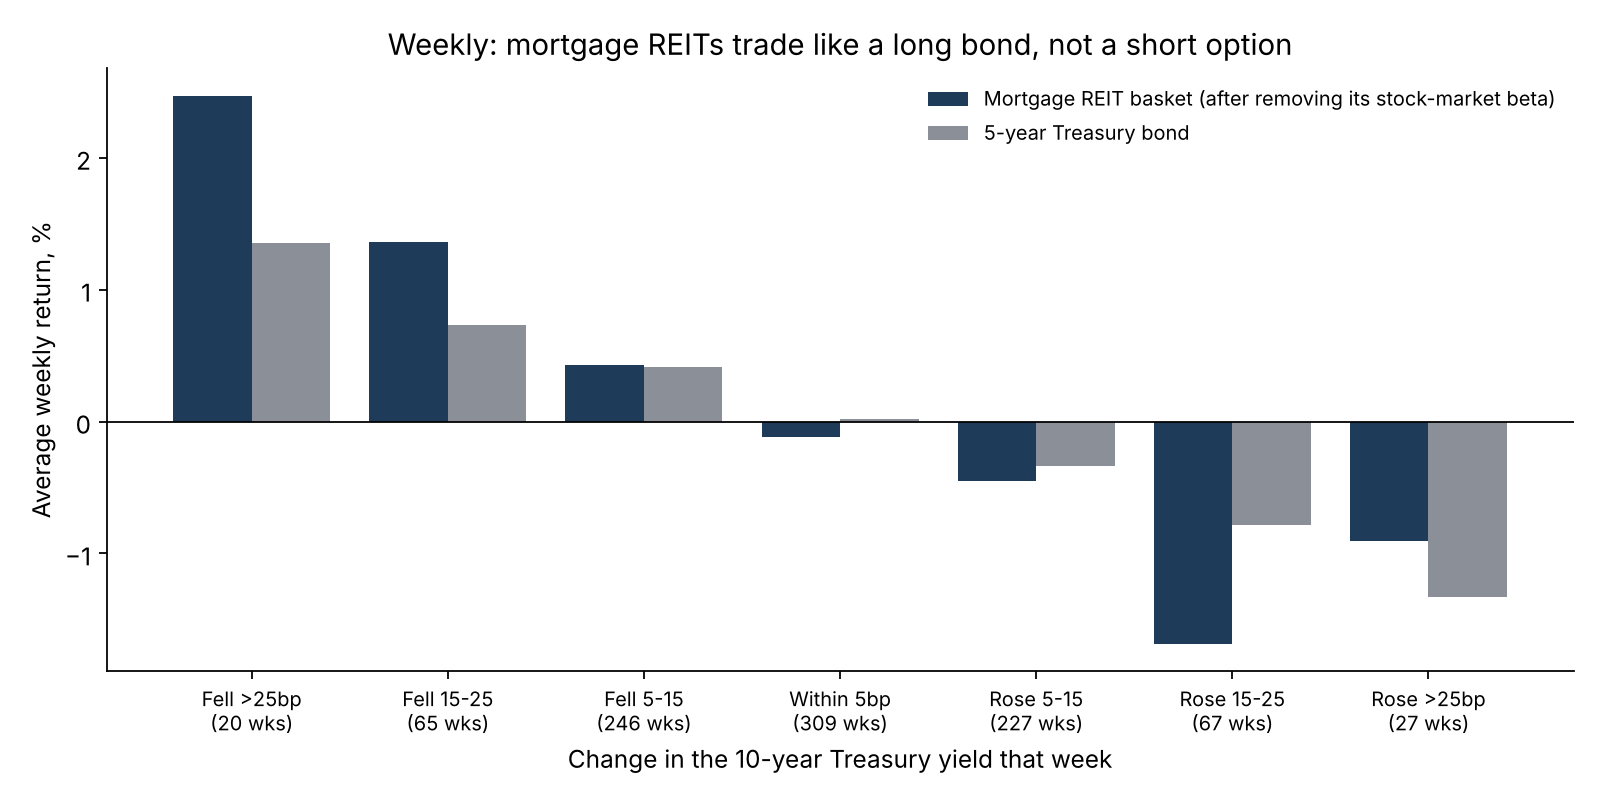 Weekly: mortgage REITs trade like a long bond, not a short option
Mortgage REIT basket (after removing its stock-market beta)
5-year Treasury bond
Average weekly return, %
2
1
0
−1
Fell >25bp
(20 wks)
Fell 15-25
(65 wks)
Fell 5-15
(246 wks)
Within 5bp
(309 wks)
Rose 5-15
(227 wks)
Rose 15-25
(67 wks)
Rose >25bp
(27 wks)
Change in the 10-year Treasury yield that week